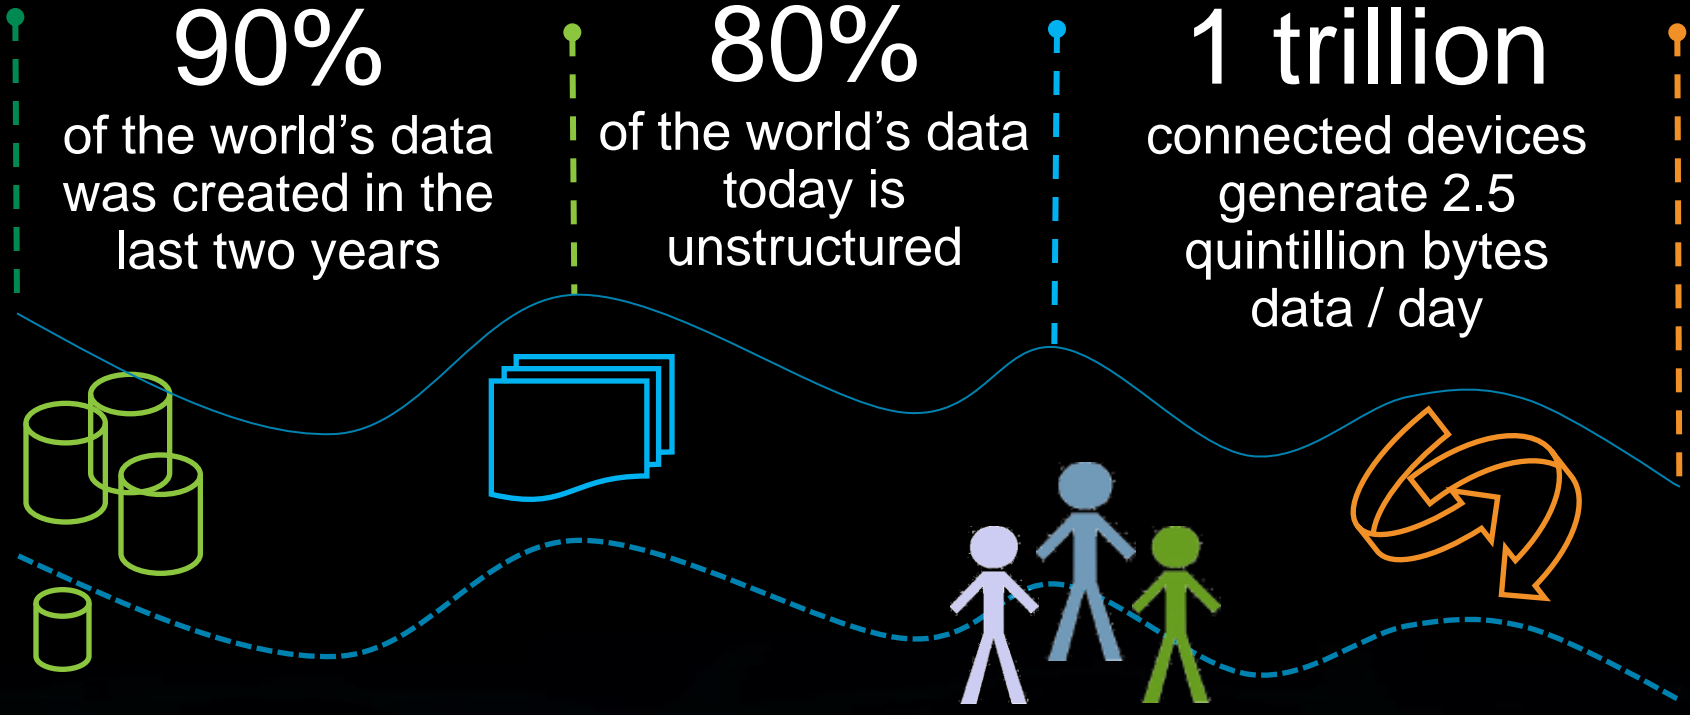 90%
of the world’s data
was created in the
last two years
80%
of the world’s data
today is
unstructured
1 trillion
connected devices
generate 2.5
quintillion bytes
data / day